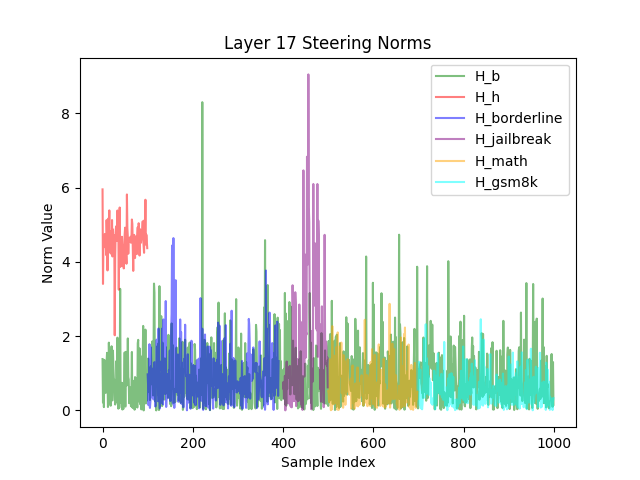 Layer 17 Steering Norms
H_b
H_h
H_borderline
H_jailbreak
H_math
H_gsm8k
Norm Value
8
6
4
2
0
0 200 400 600 800 1000
Sample Index